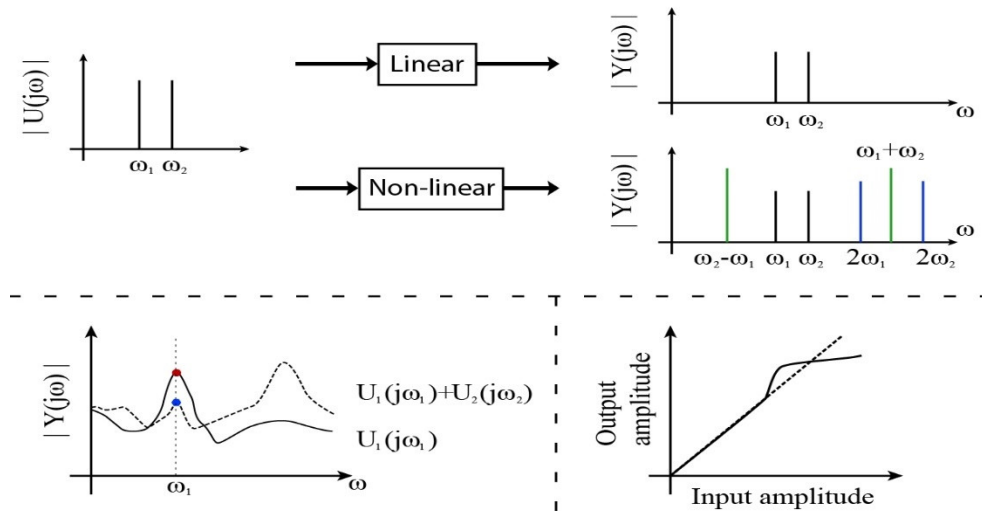 | U(jω) |
ω₁ ω₂
Linear
| Y(jω) |
ω
ω₁ ω₂
Non-linear
| Y(jω) |
ω₁+ω₂
ω
ω₂-ω₁ ω₁ ω₂ 2ω₁ 2ω₂
| Y(jω) |
U₁(jω₁)+U₂(jω₂)
U₁(jω₁)
ω₁ ω
Output
amplitude
Input amplitude